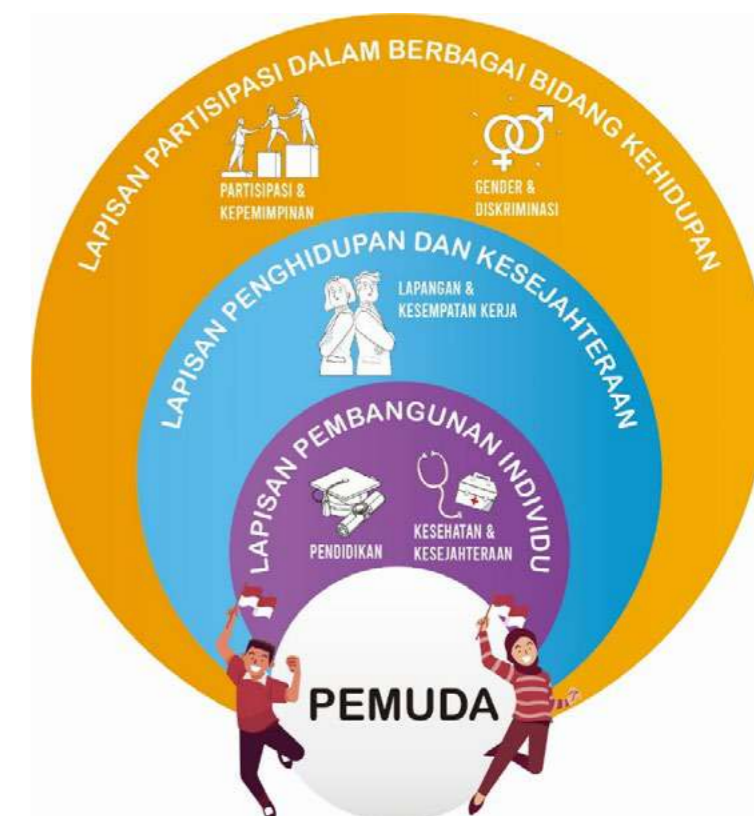 LAPISAN PARTISIPASI DALAM BERBAGAI BIDANG KEHIDUPAN
PARTISIPASI &
KEPEMIMPINAN
GENDER &
DISKRIMINASI
LAPISAN PENGHIDUPAN DAN KESEJAHTERAAN
LAPANGAN &
KESEMPATAN KERJA
LAPISAN PEMBANGUNAN INDIVIDU
PENDIDIKAN
KESEHATAN &
KESEJAHTERAAN
PEMUDA